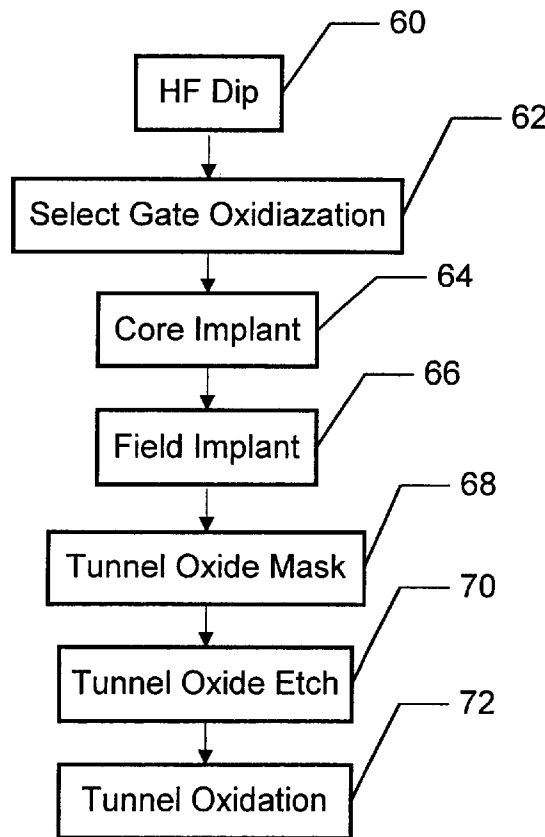 60
HF Dip
62
Select Gate Oxidiazation
64
Core Implant
66
Field Implant
68
Tunnel Oxide Mask
70
Tunnel Oxide Etch
72
Tunnel Oxidation